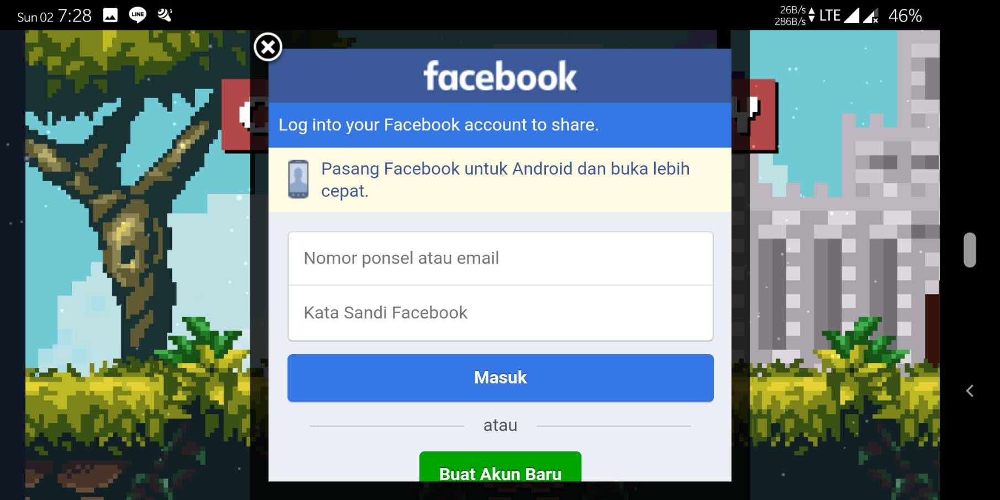 Sun 02 7:28 LINE 26B/s LTE 46%
286B/s
facebook
Log into your Facebook account to share.
Pasang Facebook untuk Android dan buka lebih
cepat.
Nomor ponsel atau email
Kata Sandi Facebook
Masuk
atau
Buat Akun Baru